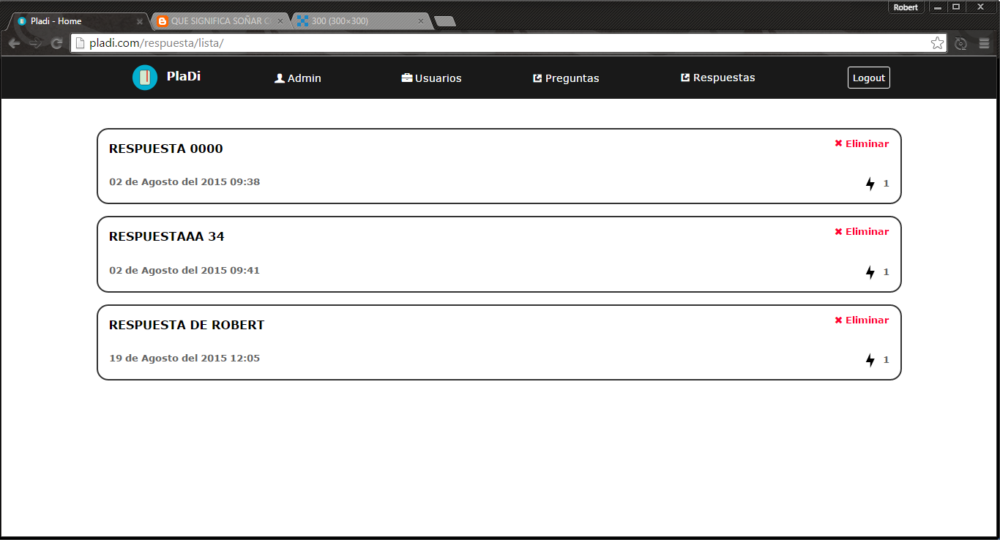 Robert
Pladi - Home
QUE SIGNIFICA SOÑAR C
300 (300×300)
pladi.com/respuesta/lista/
PlaDi
Admin
Usuarios
Preguntas
Respuestas
Logout
RESPUESTA 0000
Eliminar
02 de Agosto del 2015 09:38
1
RESPUESTAAA 34
Eliminar
02 de Agosto del 2015 09:41
1
RESPUESTA DE ROBERT
Eliminar
19 de Agosto del 2015 12:05
1